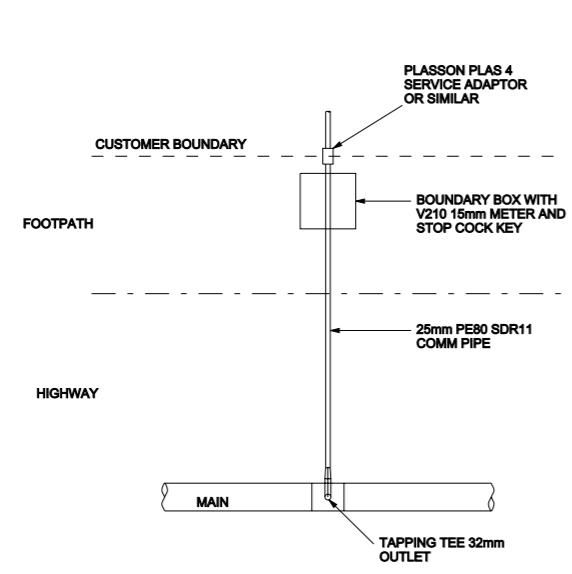 PLASSON PLAS 4
SERVICE ADAPTOR
OR SIMILAR
CUSTOMER BOUNDARY
BOUNDARY BOX WITH
V210 15mm METER AND
STOP COCK KEY
FOOTPATH
25mm PE80 SDR11
COMM PIPE
HIGHWAY
MAIN
TAPPING TEE 32mm
OUTLET